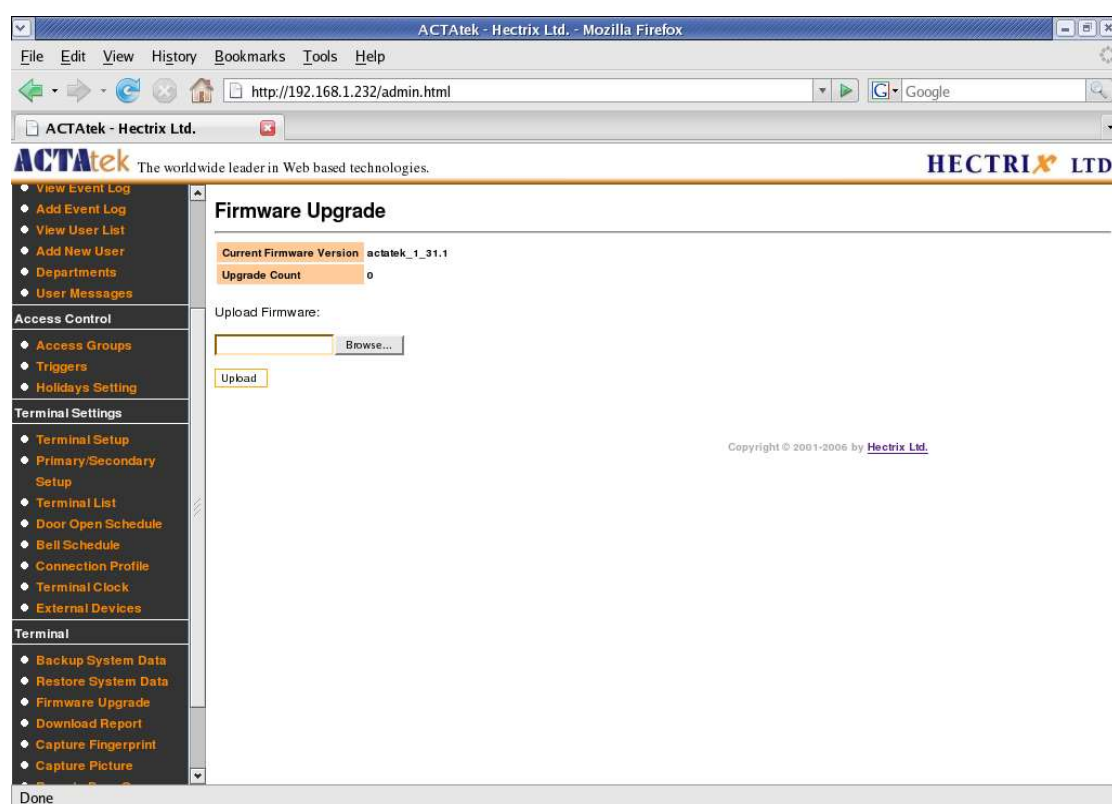 ACTAtek - Hectrix Ltd. - Mozilla Firefox
File Edit View History Bookmarks Tools Help
http://192.168.1.232/admin.html
Google
ACTAtek - Hectrix Ltd.
ACTAtek The worldwide leader in Web based technologies.
HECTRIX LTD
View Event Log
Add Event Log
View User List
Add New User
Departments
User Messages
Access Control
Access Groups
Triggers
Holidays Setting
Terminal Settings
Terminal Setup
Primary/Secondary
Setup
Terminal List
Door Open Schedule
Bell Schedule
Connection Profile
Terminal Clock
External Devices
Terminal
Backup System Data
Restore System Data
Firmware Upgrade
Download Report
Capture Fingerprint
Capture Picture
Firmware Upgrade
Current Firmware Version actatek_1_31.1
Upgrade Count 0
Upload Firmware:
Browse...
Upload
Copyright © 2001-2006 by Hectrix Ltd.
Done